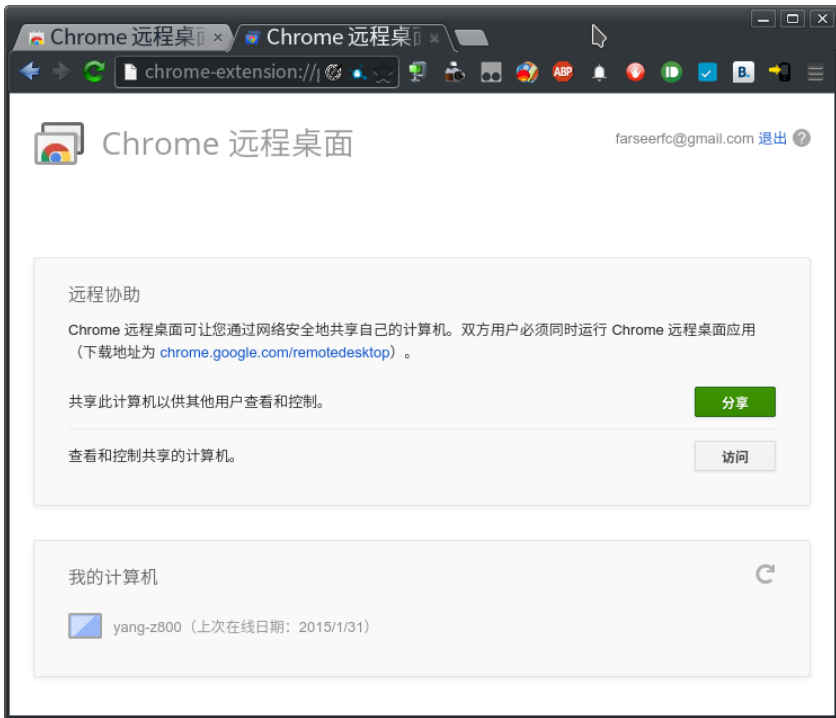 Chrome 远程桌
Chrome 远程桌
chrome-extension://
ABP
B.
Chrome 远程桌面
farseerfc@gmail.com 退出 ?
远程协助
Chrome 远程桌面可让您通过网络安全地共享自己的计算机。双方用户必须同时运行 Chrome 远程桌面应用
（下载地址为 chrome.google.com/remotedesktop）。
共享此计算机以供其他用户查看和控制。
分享
查看和控制共享的计算机。
访问
我的计算机
yang-z800（上次在线日期：2015/1/31）